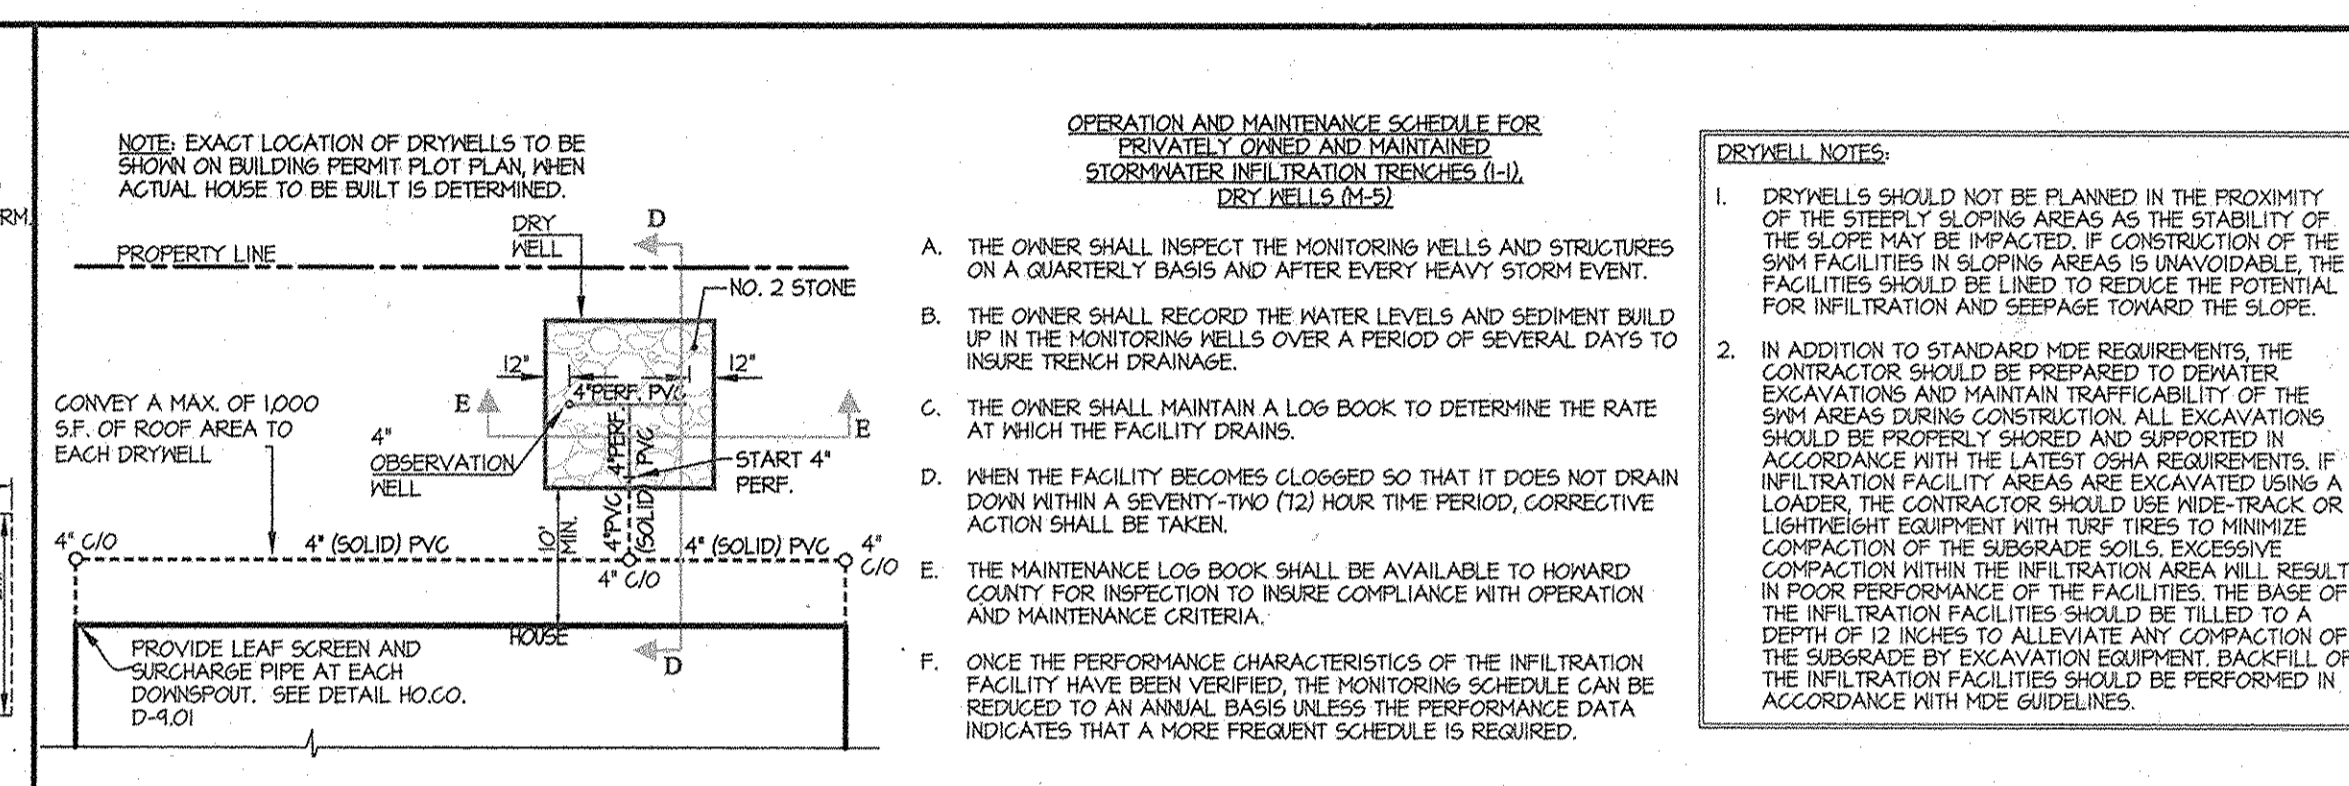 RM.
NOTE: EXACT LOCATION OF DRYWELLS TO BE
SHOWN ON BUILDING PERMIT PLOT PLAN, WHEN
ACTUAL HOUSE TO BE BUILT IS DETERMINED.
PROPERTY LINE
DRY
WELL
D
NO. 2 STONE
12"
12"
4"PERF. PVC
E
E
CONVEY A MAX. OF 1,000
S.F. OF ROOF AREA TO
EACH DRYWELL
4"
OBSERVATION
WELL
4"PERF.
PVC
START 4"
PERF.
10'
MIN.
4"PVC
(SOLID)
4" C/O
4" (SOLID) PVC
4" (SOLID) PVC
4"
C/O
4" C/O
HOUSE
D
PROVIDE LEAF SCREEN AND
SURCHARGE PIPE AT EACH
DOWNSPOUT. SEE DETAIL HO.CO.
D-9.01
OPERATION AND MAINTENANCE SCHEDULE FOR
PRIVATELY OWNED AND MAINTAINED
STORMWATER INFILTRATION TRENCHES (I-1),
DRY WELLS (M-5)
A. THE OWNER SHALL INSPECT THE MONITORING WELLS AND STRUCTURES
ON A QUARTERLY BASIS AND AFTER EVERY HEAVY STORM EVENT.
B. THE OWNER SHALL RECORD THE WATER LEVELS AND SEDIMENT BUILD
UP IN THE MONITORING WELLS OVER A PERIOD OF SEVERAL DAYS TO
INSURE TRENCH DRAINAGE.
C. THE OWNER SHALL MAINTAIN A LOG BOOK TO DETERMINE THE RATE
AT WHICH THE FACILITY DRAINS.
D. WHEN THE FACILITY BECOMES CLOGGED SO THAT IT DOES NOT DRAIN
DOWN WITHIN A SEVENTY-TWO (72) HOUR TIME PERIOD, CORRECTIVE
ACTION SHALL BE TAKEN.
E. THE MAINTENANCE LOG BOOK SHALL BE AVAILABLE TO HOWARD
COUNTY FOR INSPECTION TO INSURE COMPLIANCE WITH OPERATION
AND MAINTENANCE CRITERIA.
F. ONCE THE PERFORMANCE CHARACTERISTICS OF THE INFILTRATION
FACILITY HAVE BEEN VERIFIED, THE MONITORING SCHEDULE CAN BE
REDUCED TO AN ANNUAL BASIS UNLESS THE PERFORMANCE DATA
INDICATES THAT A MORE FREQUENT SCHEDULE IS REQUIRED.
DRYWELL NOTES:
1. DRYWELLS SHOULD NOT BE PLANNED IN THE PROXIMITY
OF THE STEEPLY SLOPING AREAS AS THE STABILITY OF
THE SLOPE MAY BE IMPACTED. IF CONSTRUCTION OF THE
SWM FACILITIES IN SLOPING AREAS IS UNAVOIDABLE, THE
FACILITIES SHOULD BE LINED TO REDUCE THE POTENTIAL
FOR INFILTRATION AND SEEPAGE TOWARD THE SLOPE.
2. IN ADDITION TO STANDARD MDE REQUIREMENTS, THE
CONTRACTOR SHOULD BE PREPARED TO DEWATER
EXCAVATIONS AND MAINTAIN TRAFFICABILITY OF THE
SWM AREAS DURING CONSTRUCTION. ALL EXCAVATIONS
SHOULD BE PROPERLY SHORED AND SUPPORTED IN
ACCORDANCE WITH THE LATEST OSHA REQUIREMENTS. IF
INFILTRATION FACILITY AREAS ARE EXCAVATED USING A
LOADER, THE CONTRACTOR SHOULD USE WIDE-TRACK OR
LIGHTWEIGHT EQUIPMENT WITH TURF TIRES TO MINIMIZE
COMPACTION OF THE SUBGRADE SOILS. EXCESSIVE
COMPACTION WITHIN THE INFILTRATION AREA WILL RESULT
IN POOR PERFORMANCE OF THE FACILITIES. THE BASE OF
THE INFILTRATION FACILITIES SHOULD BE TILLED TO A
DEPTH OF 12 INCHES TO ALLEVIATE ANY COMPACTION OF
THE SUBGRADE BY EXCAVATION EQUIPMENT. BACKFILL OF
THE INFILTRATION FACILITIES SHOULD BE PERFORMED IN
ACCORDANCE WITH MDE GUIDELINES.